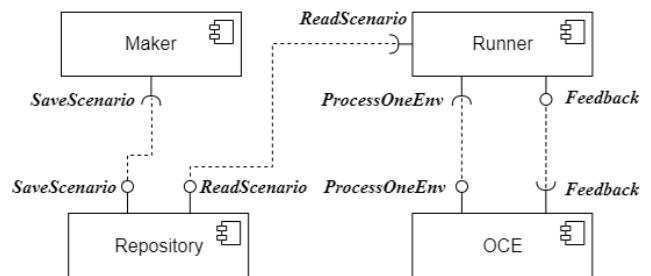 ReadScenario
Maker
Runner
SaveScenario
ProcessOneEnv
Feedback
SaveScenario
ReadScenario
ProcessOneEnv
Feedback
Repository
OCE